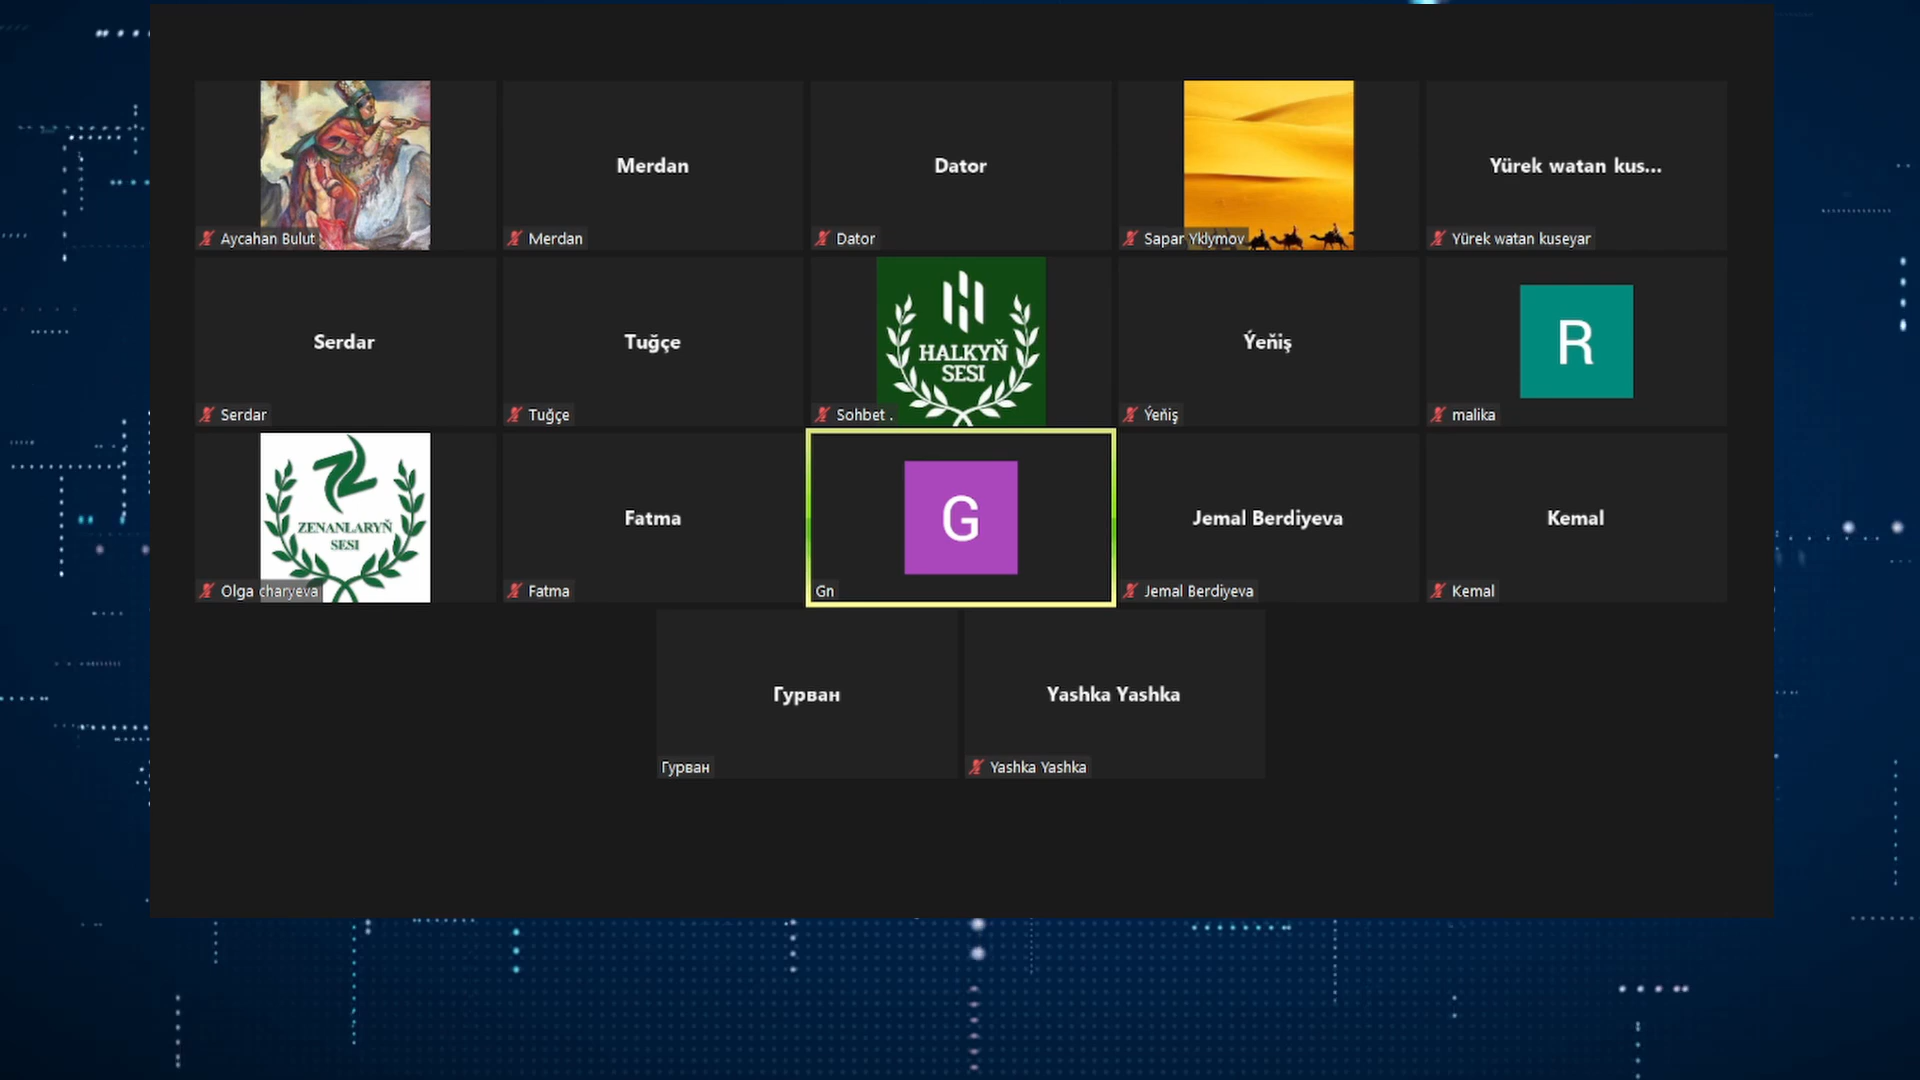 Aycahan Bulut
Merdan
Merdan
Dator
Dator
Sapar Yklymov
Yürek watan kus...
Yürek watan kuseyar
Serdar
Serdar
Tuğçe
Tuğçe
HALKYŇ
SESI
Sohbet .
Ýeňiş
Ýeňiş
R
malika
ZENANLARYŇ
SESI
Olga charyeva
Fatma
Fatma
G
Gn
Jemal Berdiyeva
Jemal Berdiyeva
Kemal
Kemal
Гурван
Гурван
Yashka Yashka
Yashka Yashka